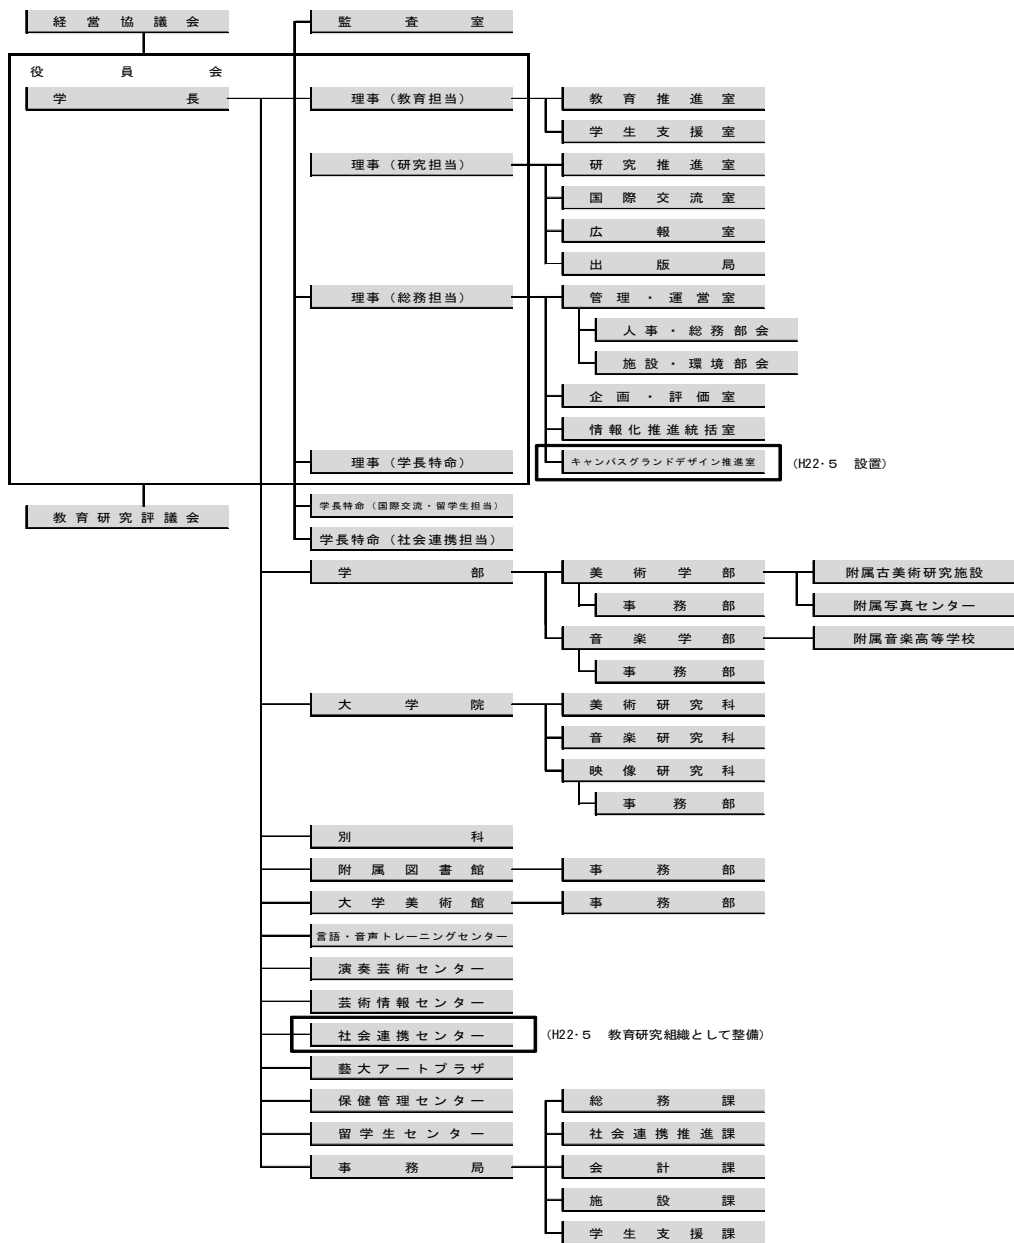 経営協議会
監査室
役員会
学長
理事（教育担当）
教育推進室
学生支援室
理事（研究担当）
研究推進室
国際交流室
広報室
出版局
理事（総務担当）
管理・運営室
人事・総務部会
施設・環境部会
企画・評価室
情報化推進統括室
理事（学長特命）
キャンパスグランドデザイン推進室
（H22・5　設置）
学長特命（国際交流・留学生担当）
教育研究評議会
学長特命（社会連携担当）
学部
美術学部
附属古美術研究施設
事務部
附属写真センター
音楽学部
附属音楽高等学校
事務部
大学院
美術研究科
音楽研究科
映像研究科
事務部
別科
附属図書館
事務部
大学美術館
事務部
言語・音声トレーニングセンター
演奏芸術センター
芸術情報センター
社会連携センター
（H22・5　教育研究組織として整備）
藝大アートプラザ
保健管理センター
総務課
留学生センター
社会連携推進課
事務局
会計課
施設課
学生支援課